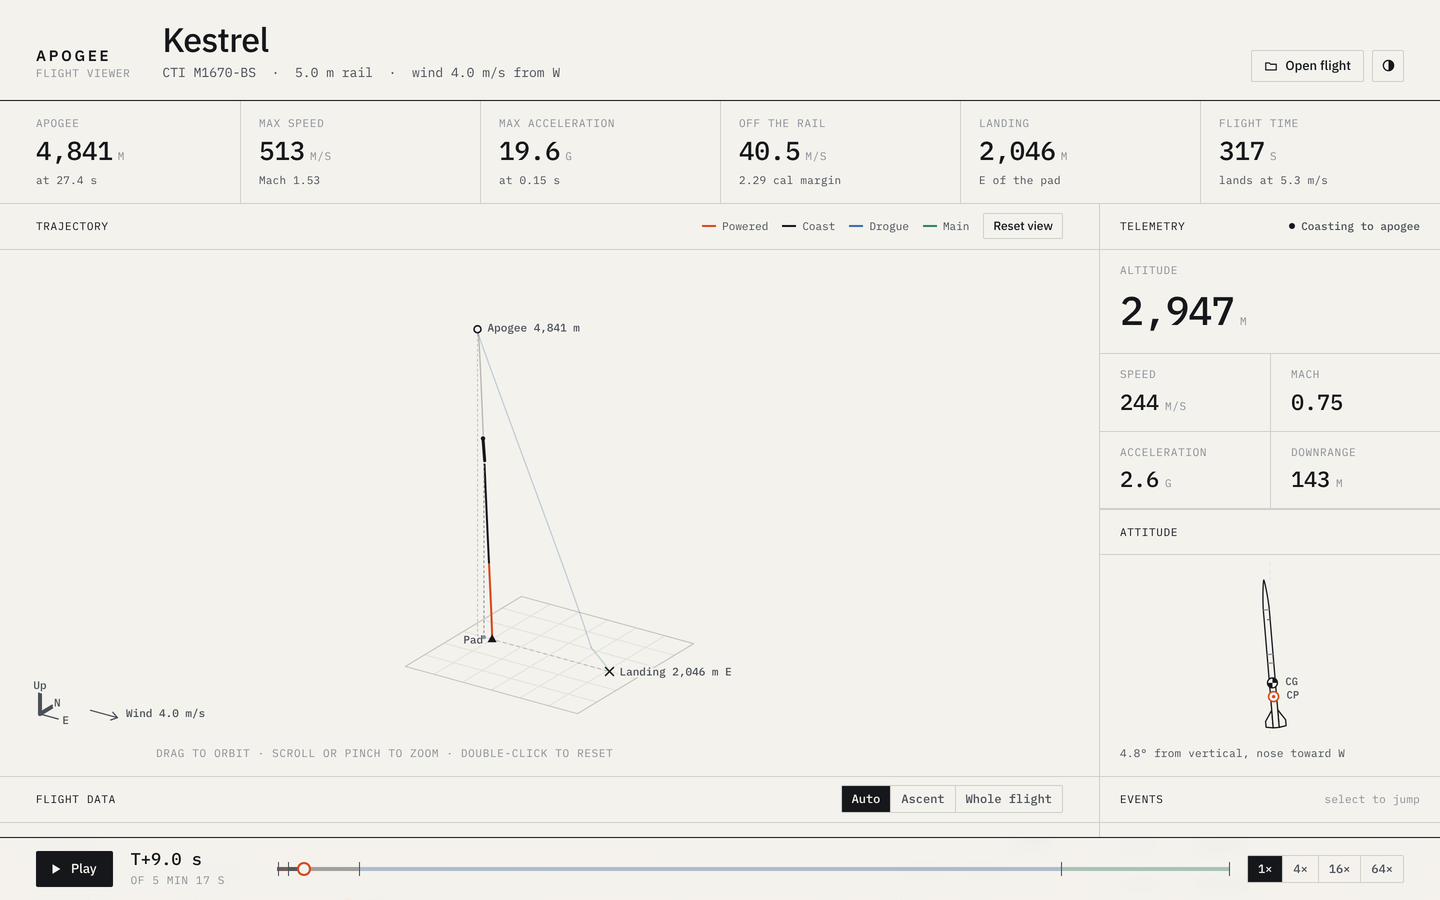 APOGEE
FLIGHT VIEWER
Kestrel
CTI M1670-BS · 5.0 m rail · wind 4.0 m/s from W
Open flight
APOGEE
4,841 M
at 27.4 s
MAX SPEED
513 M/S
Mach 1.53
MAX ACCELERATION
19.6 G
at 0.15 s
OFF THE RAIL
40.5 M/S
2.29 cal margin
LANDING
2,046 M
E of the pad
FLIGHT TIME
317 S
lands at 5.3 m/s
TRAJECTORY
Powered Coast Drogue Main
Reset view
Apogee 4,841 m
Pad
Landing 2,046 m E
Up
N
E
Wind 4.0 m/s
DRAG TO ORBIT · SCROLL OR PINCH TO ZOOM · DOUBLE-CLICK TO RESET
TELEMETRY
Coasting to apogee
ALTITUDE
2,947 M
SPEED
244 M/S
MACH
0.75
ACCELERATION
2.6 G
DOWNRANGE
143 M
ATTITUDE
CG
CP
4.8° from vertical, nose toward W
FLIGHT DATA
Auto Ascent Whole flight
EVENTS
select to jump
Play
T+9.0 s
OF 5 MIN 17 S
1× 4× 16× 64×